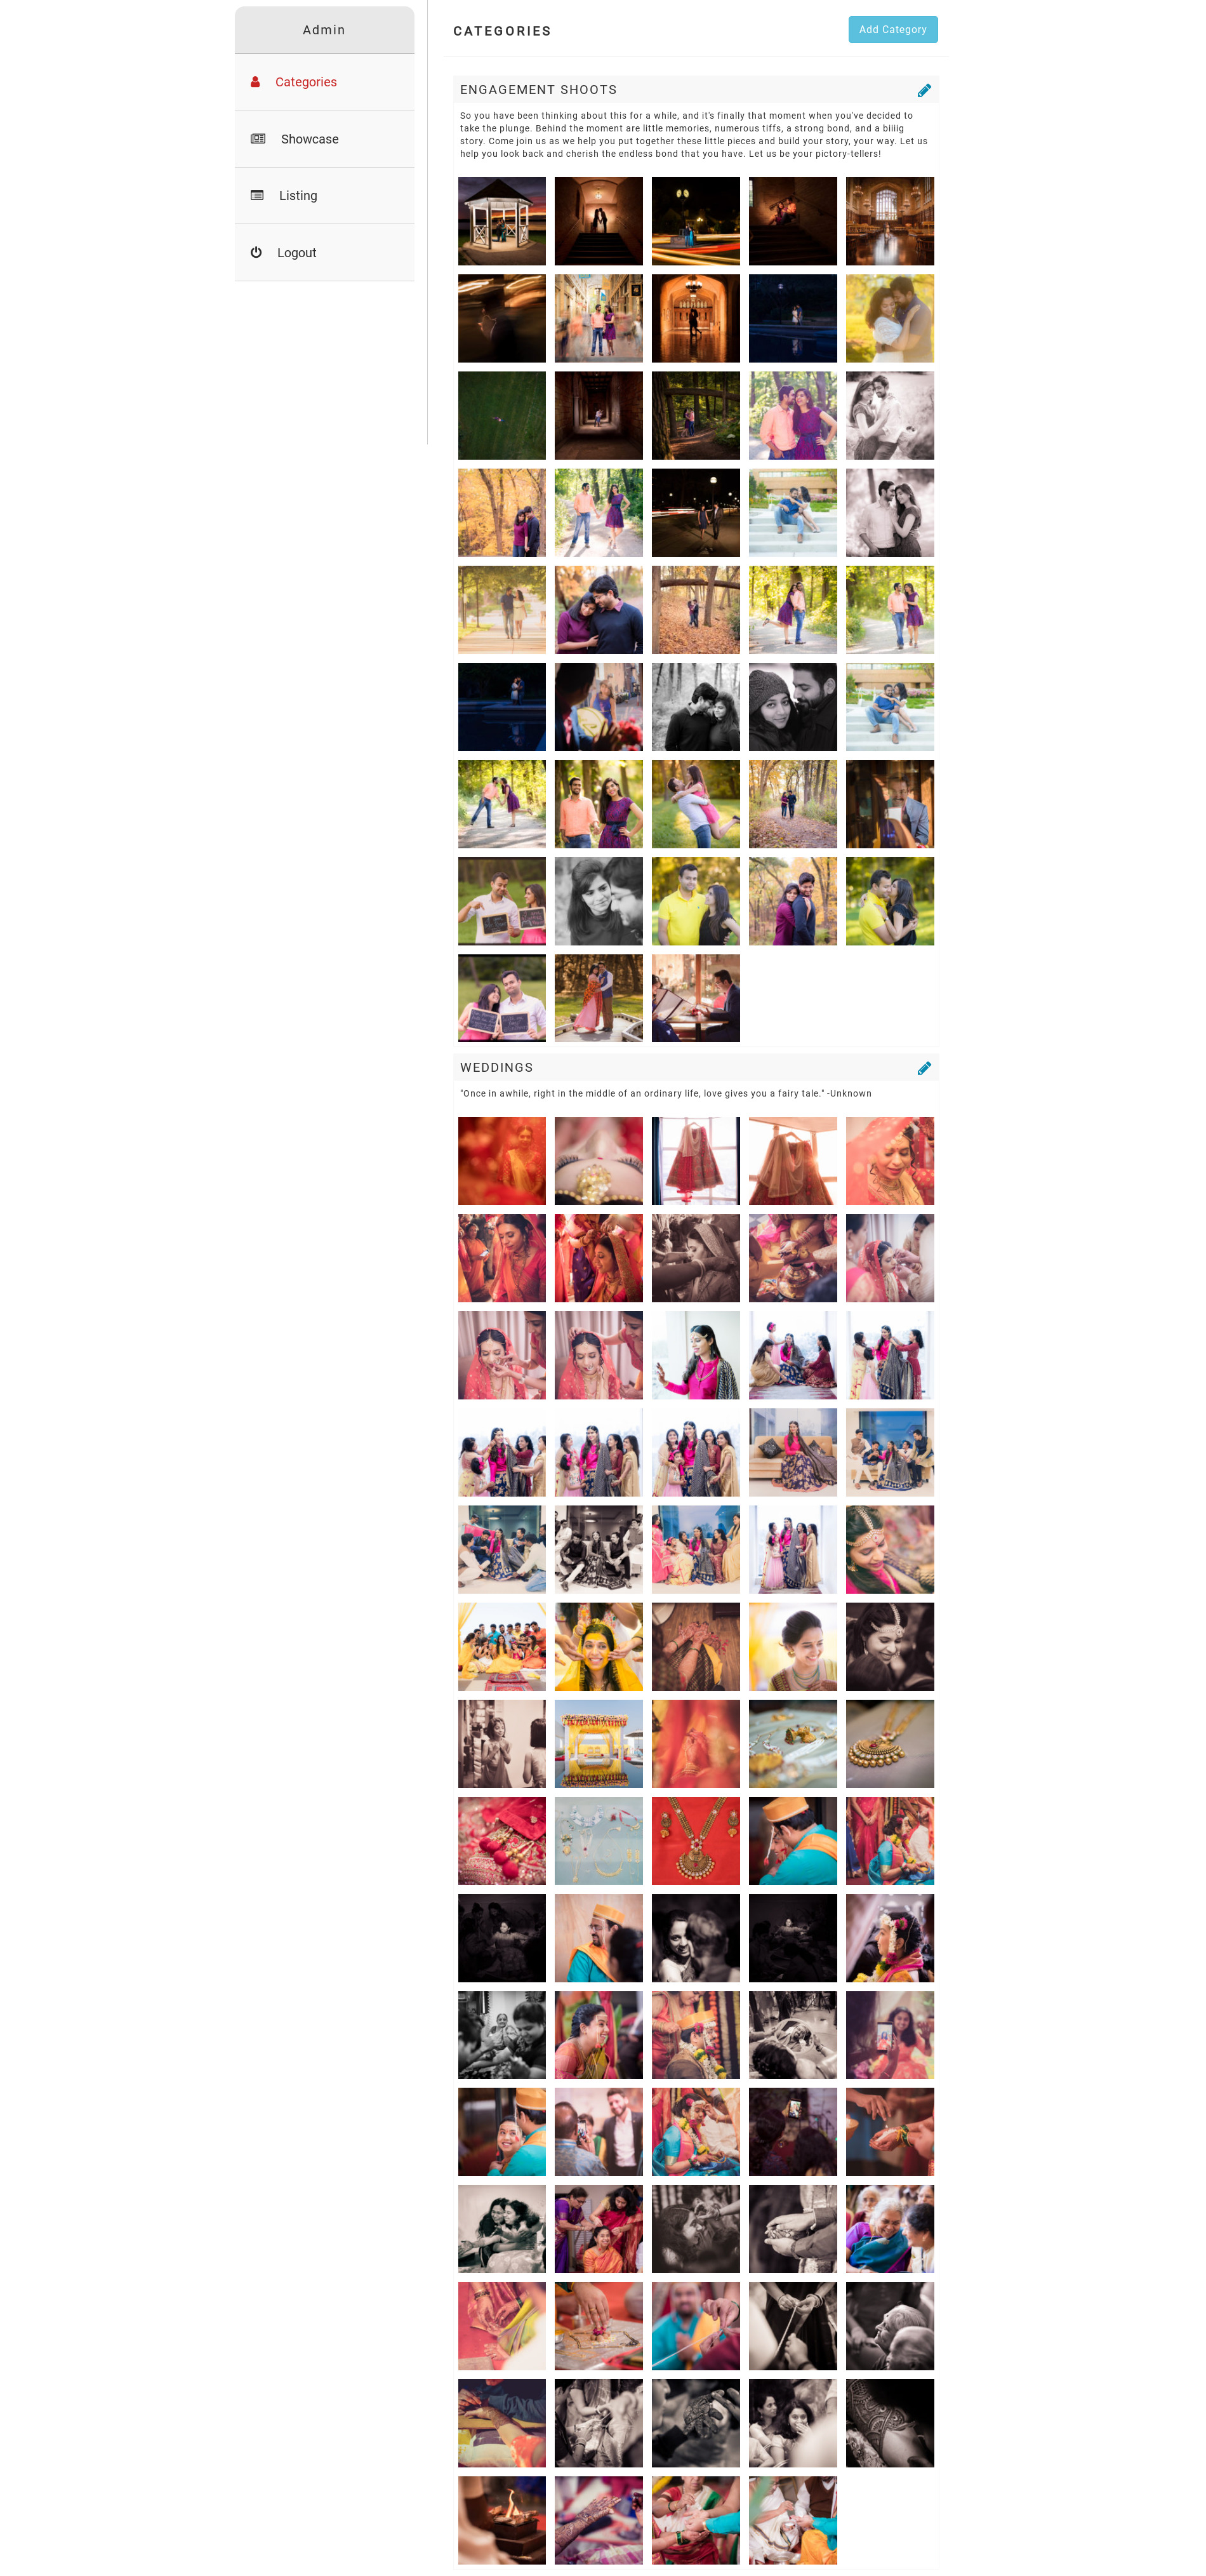 Admin
Categories
Showcase
Listing
Logout
CATEGORIES
Add Category
ENGAGEMENT SHOOTS
So you have been thinking about this for a while, and it's finally that moment when you've decided to
take the plunge. Behind the moment are little memories, numerous tiffs, a strong bond, and a biiiig
story. Come join us as we help you put together these little pieces and build your story, your way. Let us
help you look back and cherish the endless bond that you have. Let us be your pictory-tellers!
WEDDINGS
"Once in awhile, right in the middle of an ordinary life, love gives you a fairy tale." -Unknown